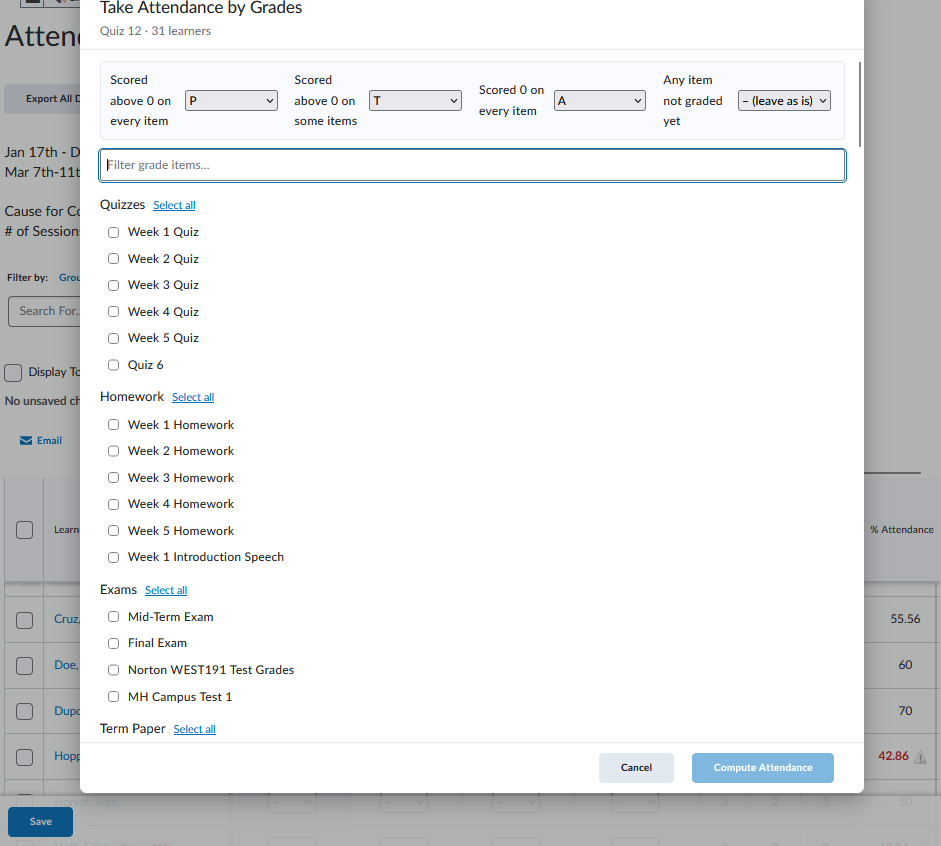 Take Attendance by Grades
Quiz 12 · 31 learners
Scored above 0 on every item
P
Scored above 0 on some items
T
Scored 0 on every item
A
Any item not graded yet
– (leave as is)
Filter grade items...
Quizzes Select all
Week 1 Quiz
Week 2 Quiz
Week 3 Quiz
Week 4 Quiz
Week 5 Quiz
Quiz 6
Homework Select all
Week 1 Homework
Week 2 Homework
Week 3 Homework
Week 4 Homework
Week 5 Homework
Week 1 Introduction Speech
Exams Select all
Mid-Term Exam
Final Exam
Norton WEST191 Test Grades
MH Campus Test 1
Term Paper Select all
Cancel
Compute Attendance
Atten
Export All D
Jan 17th - D
Mar 7th-11t
Cause for Co
# of Session
Filter by: Grou
Search For..
Display To
No unsaved ch
Email
Learn
% Attendance
Cruz,
55.56
Doe,
60
Dupo
70
Hopp
42.86
Horvat, Ivan
3 2 3 50
Save